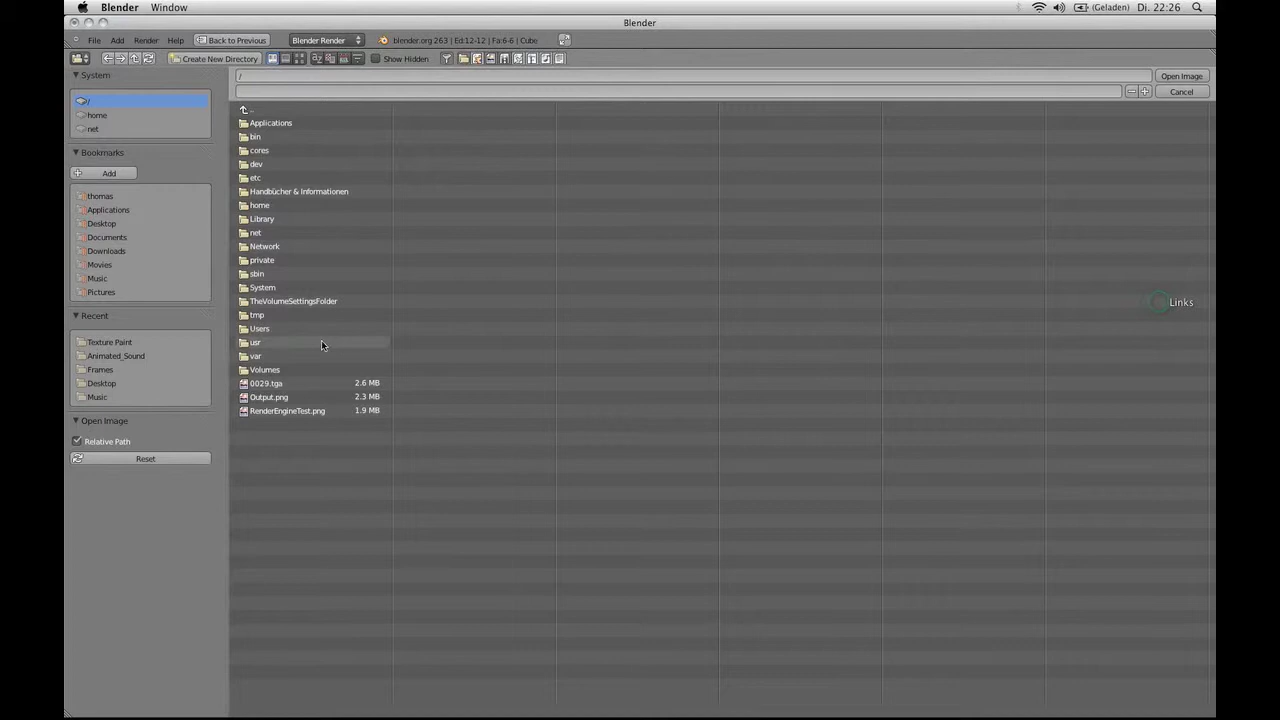 Blender Window (Geladen) Di. 22:26
Blender
File Add Render Help Back to Previous Blender Render blender.org 263 | Ed:12-12 | Fa:6-6 | Cube
Create New Directory Show Hidden
System
/
home
net
Bookmarks
Add
thomas
Applications
Desktop
Documents
Downloads
Movies
Music
Pictures
Recent
Texture Paint
Animated_Sound
Frames
Desktop
Music
Open Image
Relative Path
Reset
/ Open Image
Cancel
..
Applications
bin
cores
dev
etc
Handbücher & Informationen
home
Library
net
Network
private
sbin
System
TheVolumeSettingsFolder
tmp
Users
usr
var
Volumes
0029.tga 2.6 MB
Output.png 2.3 MB
RenderEngineTest.png 1.9 MB
Links